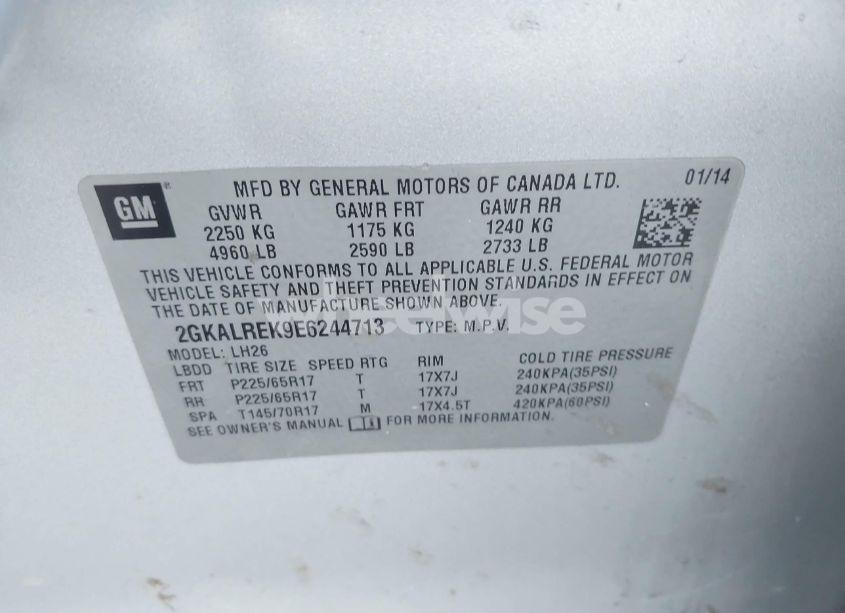 GM
MFD BY GENERAL MOTORS OF CANADA LTD. 01/14
GVWR GAWR FRT GAWR RR
2250 KG 1175 KG 1240 KG
4960 LB 2590 LB 2733 LB
THIS VEHICLE CONFORMS TO ALL APPLICABLE U.S. FEDERAL MOTOR
VEHICLE SAFETY AND THEFT PREVENTION STANDARDS IN EFFECT ON
THE DATE OF MANUFACTURE SHOWN ABOVE.
2GKALREK9E6244713 TYPE: M.P.V.
MODEL: LH26
LBDD TIRE SIZE SPEED RTG RIM COLD TIRE PRESSURE
FRT P225/65R17 T 17X7J 240KPA(35PSI)
RR P225/65R17 T 17X7J 240KPA(35PSI)
SPA T145/70R17 M 17X4.5T 420KPA(60PSI)
SEE OWNER'S MANUAL FOR MORE INFORMATION.